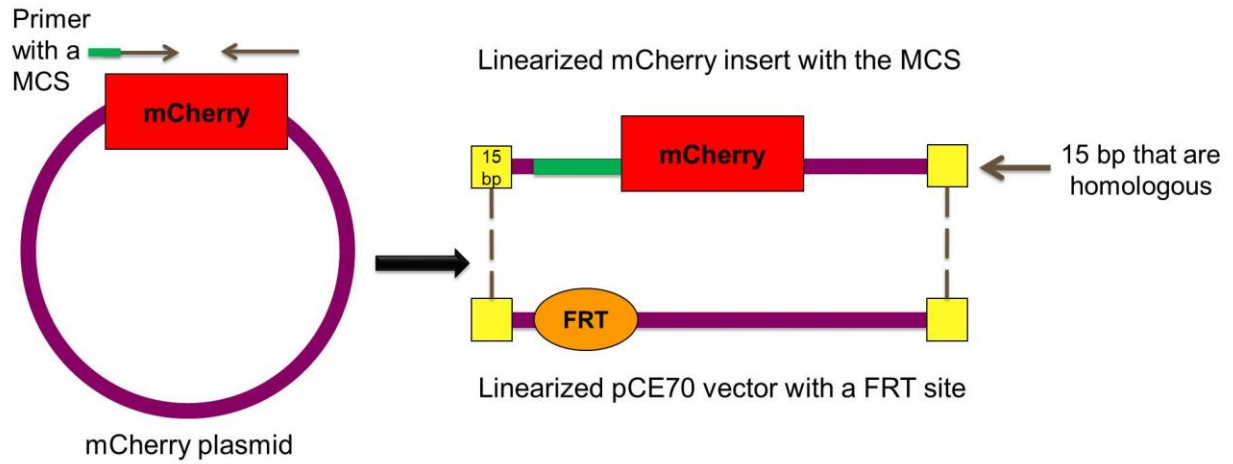 Primer
with a
MCS
mCherry
mCherry plasmid
Linearized mCherry insert with the MCS
15
bp
mCherry
15 bp that are
homologous
FRT
Linearized pCE70 vector with a FRT site